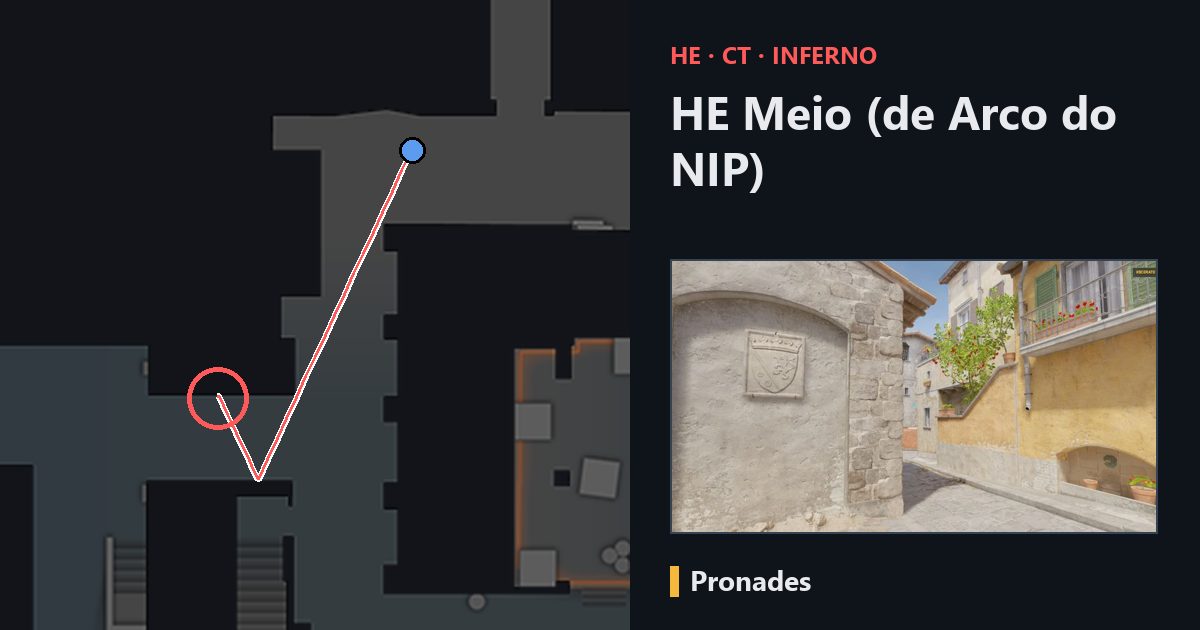 HE · CT · INFERNO
HE Meio (de Arco do
NIP)
Pronades